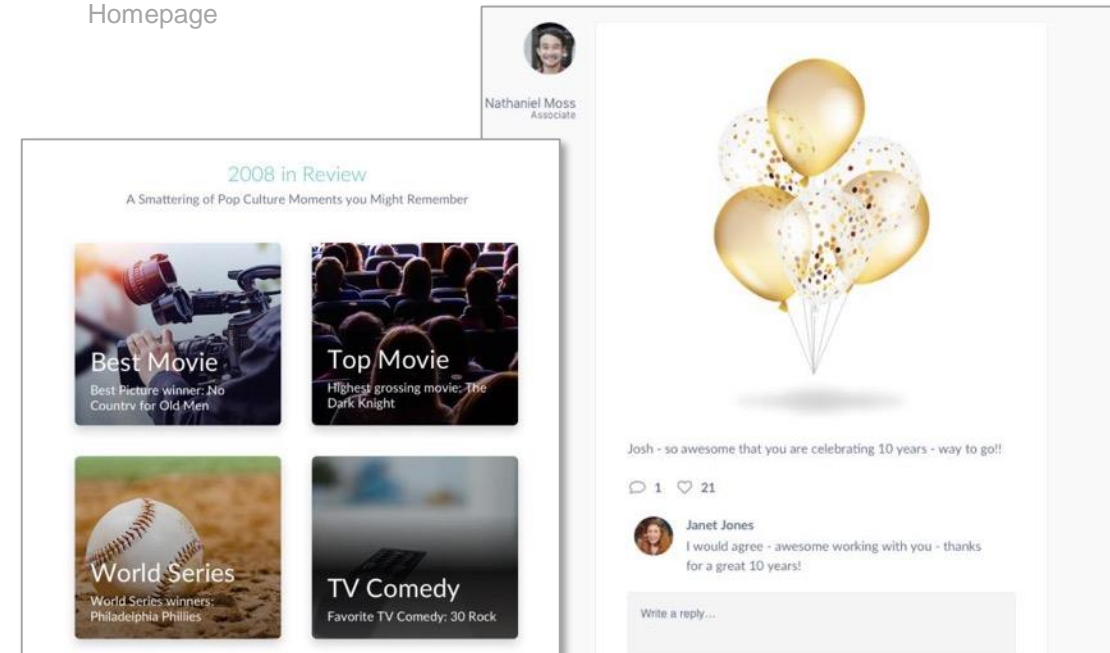 Homepage
Nathaniel Moss
Associate
2008 in Review
A Smattering of Pop Culture Moments you Might Remember
Best Movie
Best Picture winner: No
Country for Old Men
Top Movie
Highest grossing movie: The
Dark Knight
World Series
World Series winners:
Philadelphia Phillies
TV Comedy
Favorite TV Comedy: 30 Rock
Josh - so awesome that you are celebrating 10 years - way to go!!
1 21
Janet Jones
I would agree - awesome working with you - thanks
for a great 10 years!
Write a reply...